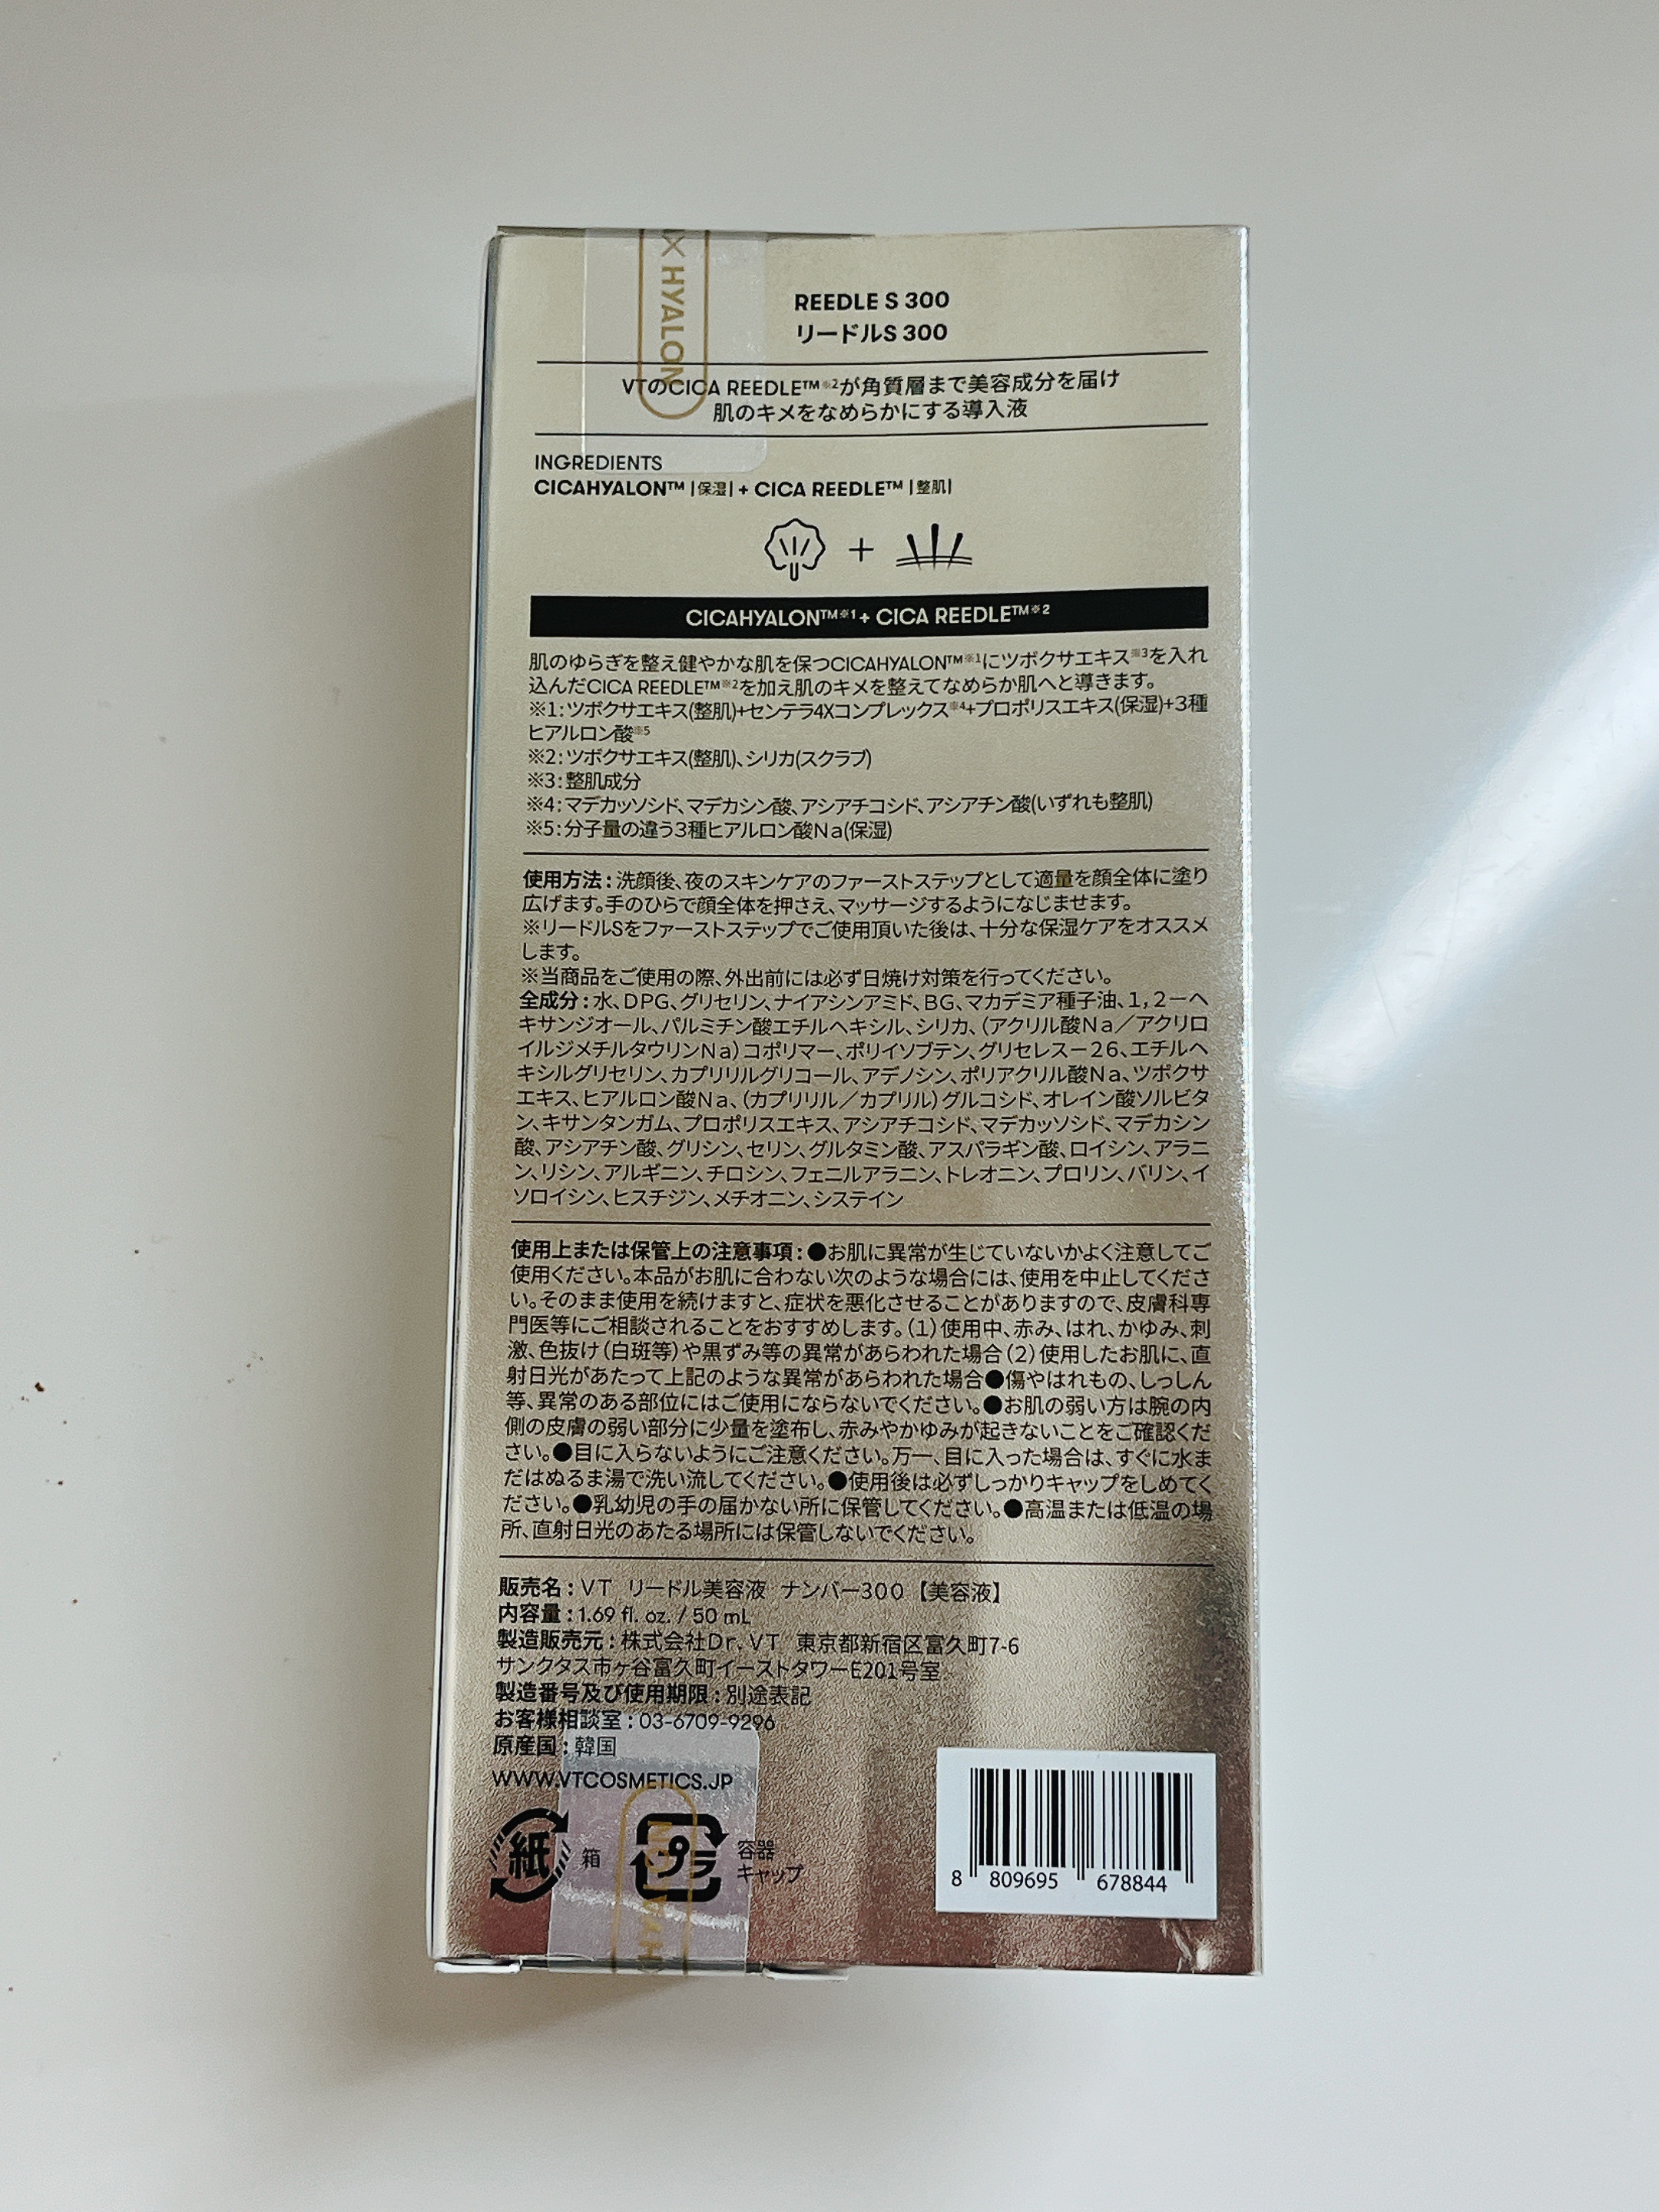 × HYALON
REEDLE S 300
リードルS 300
VTのCICA REEDLE™※2が角質層まで美容成分を届け
肌のキメをなめらかにする導入液
INGREDIENTS
CICAHYALON™ |保湿| + CICA REEDLE™ |整肌|
+
CICAHYALON™※1 + CICA REEDLE™※2
肌のゆらぎを整え健やかな肌を保つCICAHYALON™※1にツボクサエキス※3を入れ
込んだCICA REEDLE™※2を加え肌のキメを整えてなめらか肌へと導きます。
※1:ツボクサエキス(整肌)+センテラ4Xコンプレックス※4+プロポリスエキス(保湿)+3種
ヒアルロン酸※5
※2:ツボクサエキス(整肌)、シリカ(スクラブ)
※3:整肌成分
※4:マデカッソシド、マデカシン酸、アシアチコシド、アシアチン酸(いずれも整肌)
※5:分子量の違う3種ヒアルロン酸Na(保湿)
使用方法:洗顔後、夜のスキンケアのファーストステップとして適量を顔全体に塗り
広げます。手のひらで顔全体を押さえ、マッサージするようになじませます。
※リードルSをファーストステップでご使用頂いた後は、十分な保湿ケアをオススメ
します。
※当商品をご使用の際、外出前には必ず日焼け対策を行ってください。
全成分:水、DPG、グリセリン、ナイアシンアミド、BG、マカデミア種子油、1,2-ヘ
キサンジオール、パルミチン酸エチルヘキシル、シリカ、(アクリル酸Na/アクリロ
イルジメチルタウリンNa)コポリマー、ポリイソブテン、グリセレス-26、エチルヘ
キシルグリセリン、カプリリルグリコール、アデノシン、ポリアクリル酸Na、ツボクサ
エキス、ヒアルロン酸Na、(カプリリル/カプリル)グルコシド、オレイン酸ソルビタ
ン、キサンタンガム、プロポリスエキス、アシアチコシド、マデカッソシド、マデカシン
酸、アシアチン酸、グリシン、セリン、グルタミン酸、アスパラギン酸、ロイシン、アラニ
ン、リシン、アルギニン、チロシン、フェニルアラニン、トレオニン、プロリン、バリン、イ
ソロイシン、ヒスチジン、メチオニン、システイン
使用上または保管上の注意事項:●お肌に異常が生じていないかよく注意してご
使用ください。本品がお肌に合わない次のような場合には、使用を中止してくださ
い。そのまま使用を続けますと、症状を悪化させることがありますので、皮膚科専
門医等にご相談されることをおすすめします。(1)使用中、赤み、はれ、かゆみ、刺
激、色抜け(白斑等)や黒ずみ等の異常があらわれた場合(2)使用したお肌に、直
射日光があたって上記のような異常があらわれた場合●傷やはれもの、しっしん
等、異常のある部位にはご使用にならないでください。●お肌の弱い方は腕の内
側の皮膚の弱い部分に少量を塗布し、赤みやかゆみが起きないことをご確認くだ
さい。●目に入らないようにご注意ください。万一、目に入った場合は、すぐに水ま
だはぬるま湯で洗い流してください。●使用後は必ずしっかりキャップをしめてく
ださい。●乳幼児の手の届かない所に保管してください。●高温または低温の場
所、直射日光のあたる場所には保管しないでください。
販売名:VT リードル美容液 ナンバー300【美容液】
内容量:1.69 fl. oz. / 50 mL
製造販売元:株式会社Dr. VT 東京都新宿区富久町7-6
サンクタス市ヶ谷富久町イーストタワーE201号室
製造番号及び使用期限:別途表記
お客様相談室:03-6709-9296
原産国:韓国
WWW.VTCOSMETICS.JP
紙 箱
プラ 容器
キャップ
8 809695 678844